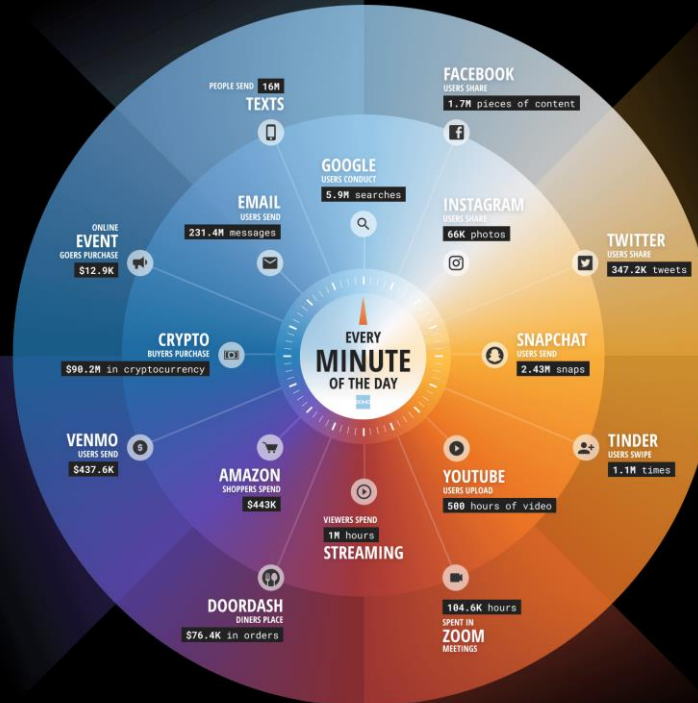 EVERY
MINUTE
OF THE DAY
DOMO
GOOGLE
USERS CONDUCT
5.9M searches
FACEBOOK
USERS SHARE
1.7M pieces of content
INSTAGRAM
USERS SHARE
66K photos
TWITTER
USERS SHARE
347.2K tweets
SNAPCHAT
USERS SEND
2.43M snaps
TINDER
USERS SWIPE
1.1M times
YOUTUBE
USERS UPLOAD
500 hours of video
104.6K hours
SPENT IN
ZOOM
MEETINGS
VIEWERS SPEND
1M hours
STREAMING
DOORDASH
DINERS PLACE
$76.4K in orders
AMAZON
SHOPPERS SPEND
$443K
VENMO
USERS SEND
$437.6K
CRYPTO
BUYERS PURCHASE
$90.2M in cryptocurrency
ONLINE
EVENT
GOERS PURCHASE
$12.9K
EMAIL
USERS SEND
231.4M messages
PEOPLE SEND 16M
TEXTS